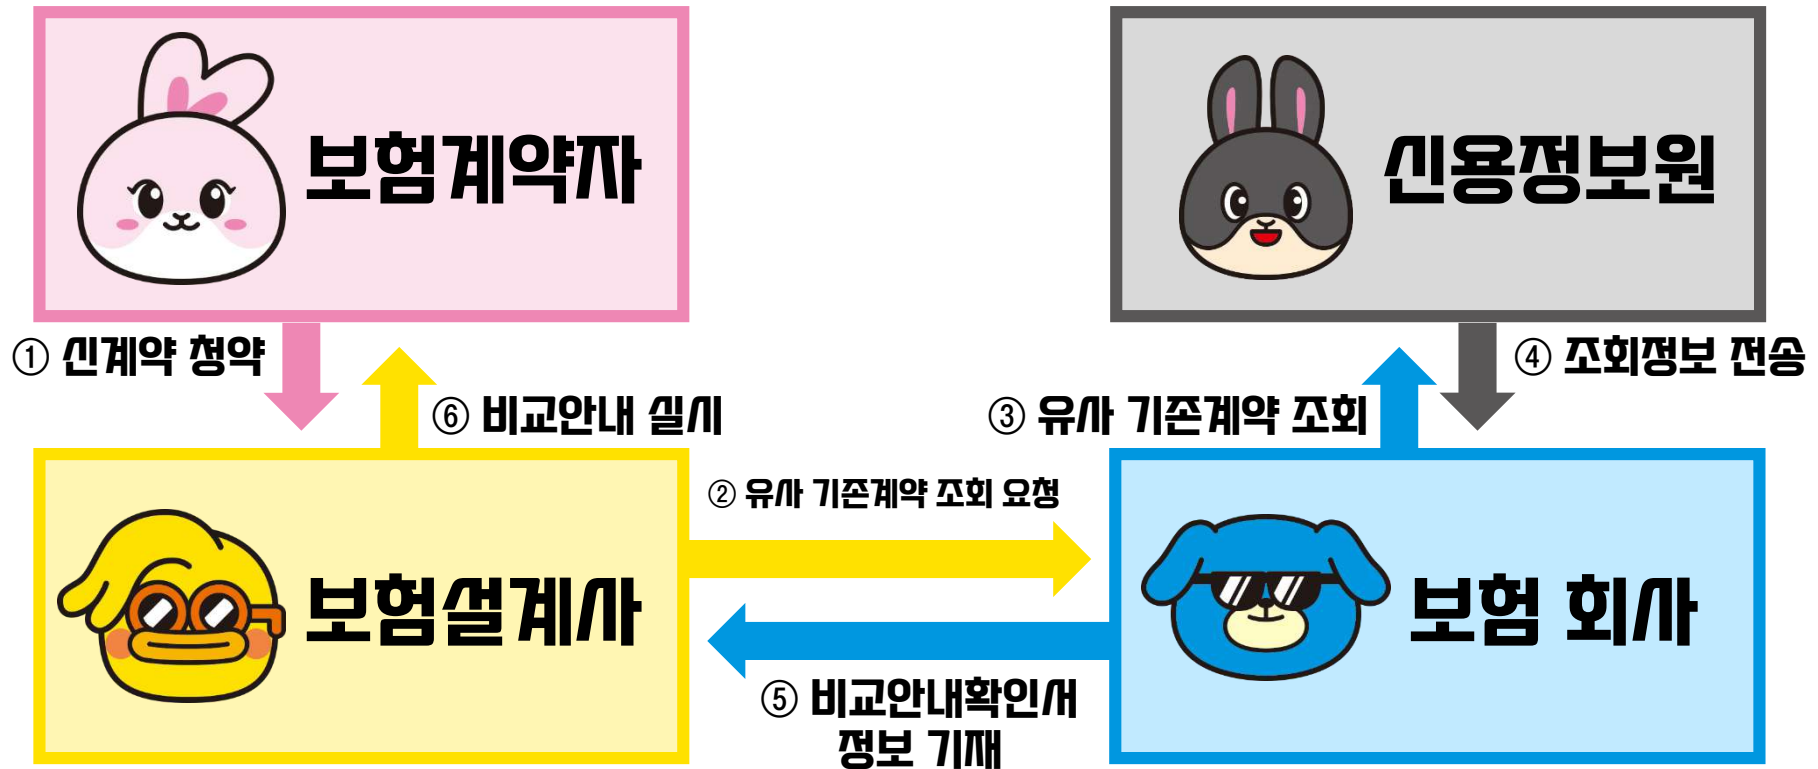 보험계약자
신용정보원
① 신계약 청약
④ 조회정보 전송
⑥ 비교안내 실시
③ 유사 기존계약 조회
② 유사 기존계약 조회 요청
보험설계사
보험 회사
⑤ 비교안내확인서
정보 기재